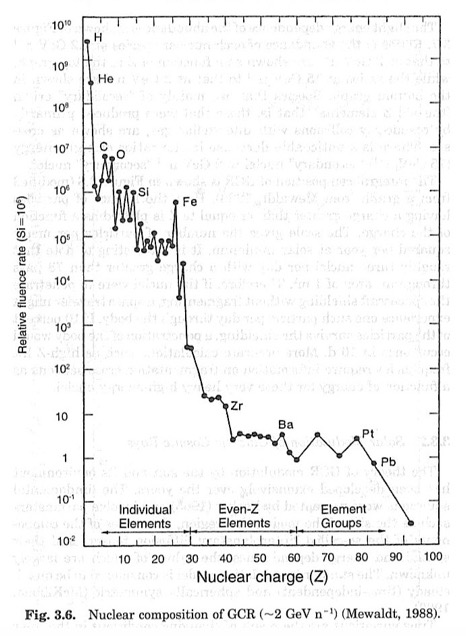 10¹⁰
10⁹
10⁸
10⁷
10⁶
10⁵
10⁴
10³
10²
10
1
10⁻¹
10⁻²
Relative fluence rate (Si = 10⁶)
H
He
C
O
Si
Fe
Zr
Ba
Pt
Pb
Individual Elements
Even-Z Elements
Element Groups
10 20 30 40 50 60 70 80 90 100
Nuclear charge (Z)
Fig. 3.6. Nuclear composition of GCR (~2 GeV n⁻¹) (Mewaldt, 1988).